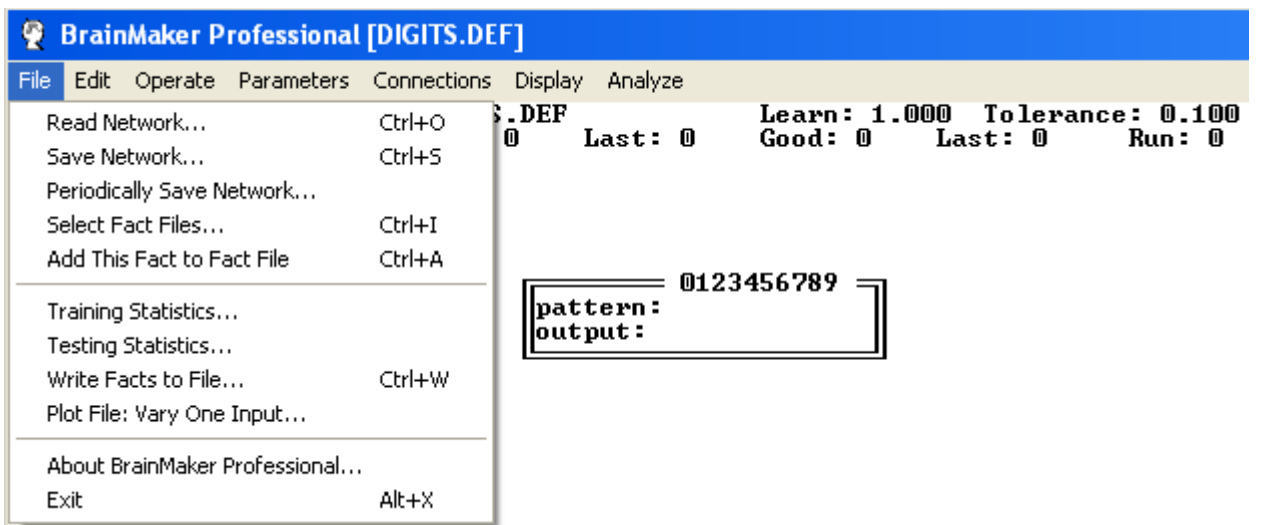 BrainMaker Professional [DIGITS.DEF]
File Edit Operate Parameters Connections Display Analyze
Read Network... Ctrl+O
Save Network... Ctrl+S
Periodically Save Network...
Select Fact Files... Ctrl+I
Add This Fact to Fact File Ctrl+A
Training Statistics...
Testing Statistics...
Write Facts to File... Ctrl+W
Plot File: Vary One Input...
About BrainMaker Professional...
Exit Alt+X
.DEF Learn: 1.000 Tolerance: 0.100
0 Last: 0 Good: 0 Last: 0 Run: 0
0123456789
pattern:
output: